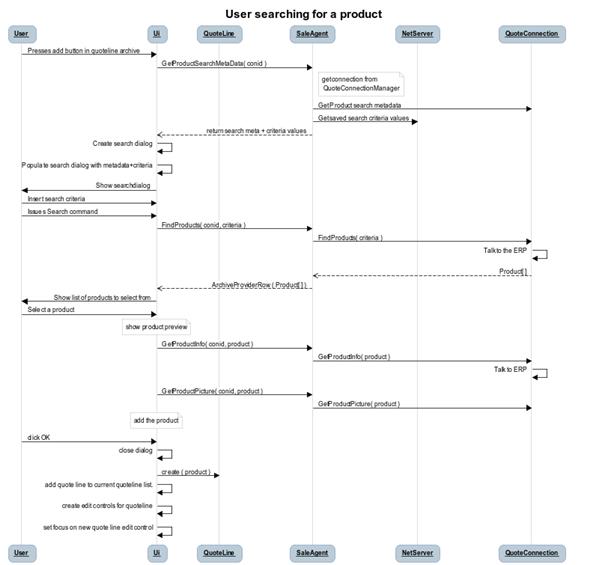 User searching for a product
User
Ui
QuoteLine
SaleAgent
NetServer
QuoteConnection
Presses add button in quoteline archive
GetProductSearchMetaData( conid )
getconnection from
QuoteConnectionManager
GetProduct search metadata
Getsaved search criteria values
return search meta + criteria values
Create search dialog
Populate search dialog with metadata+criteria
Show searchdialog
Insert search criteria
Issues Search command
FindProducts( conid, criteria )
FindProducts( criteria )
Talk to the ERP
Product[ ]
ArchiveProviderRow ( Product[ ] )
Show list of products to select from
Select a product
show product preview
GetProductInfo( conid, product )
GetProductInfo( product )
Talk to ERP
GetProductPicture( conid, product )
GetProductPicture( product )
add the product
click OK
close dialog
create ( product )
add quote line to current quoteline list.
create edit controls for quoteline
set focus on new quote line edit control
User
Ui
QuoteLine
SaleAgent
NetServer
QuoteConnection